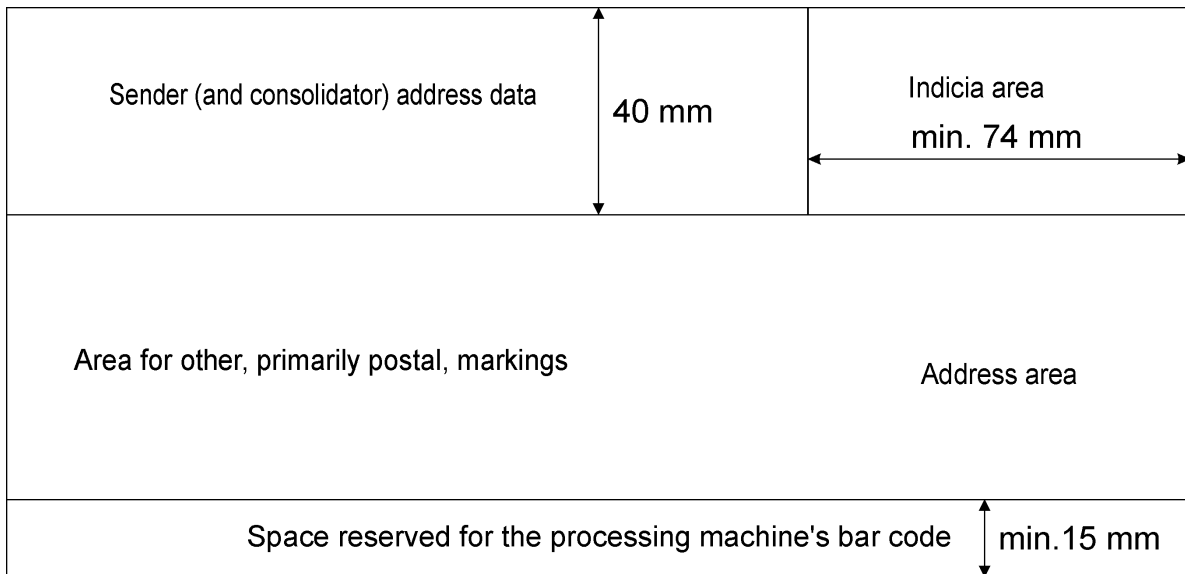 Sender (and consolidator) address data
40 mm
Indicia area
min. 74 mm
Area for other, primarily postal, markings
Address area
Space reserved for the processing machine's bar code
min.15 mm